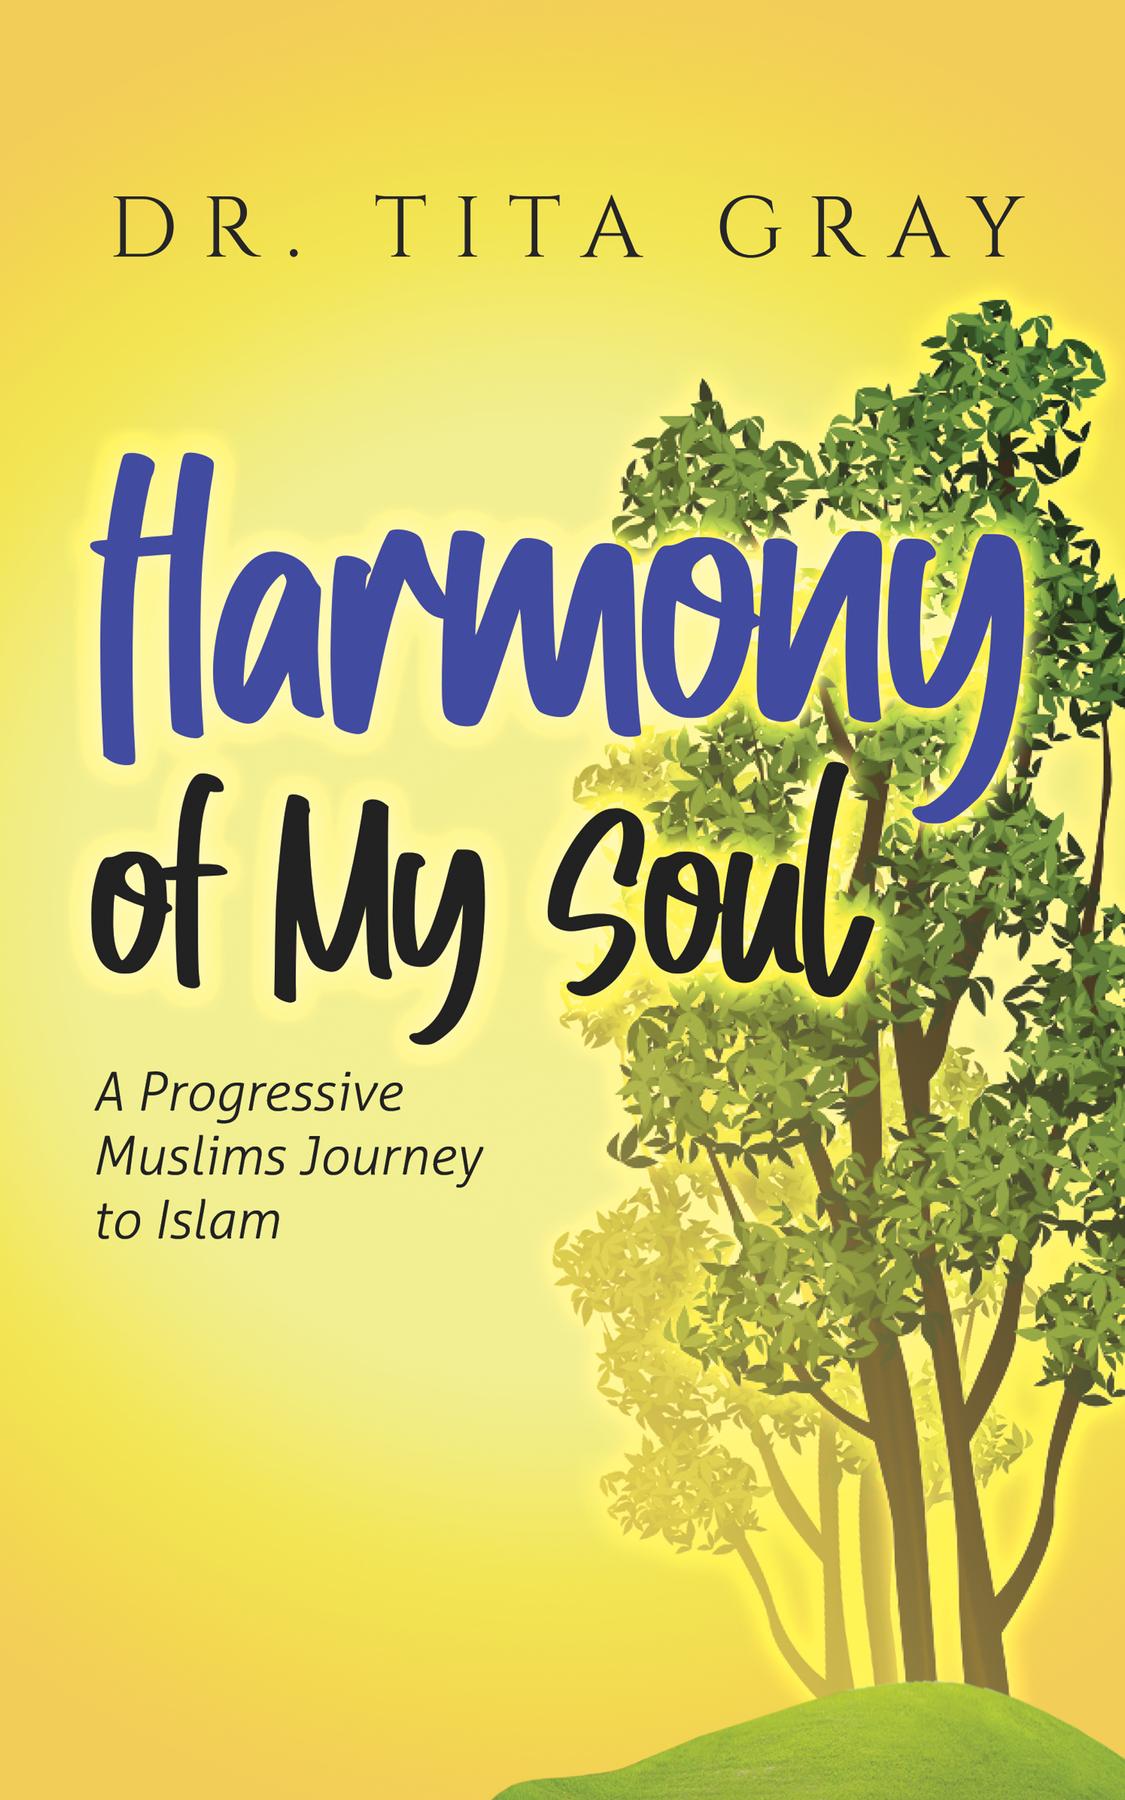 DR. TITA GRAY
Harmony
of My Soul
A Progressive
Muslims Journey
to Islam